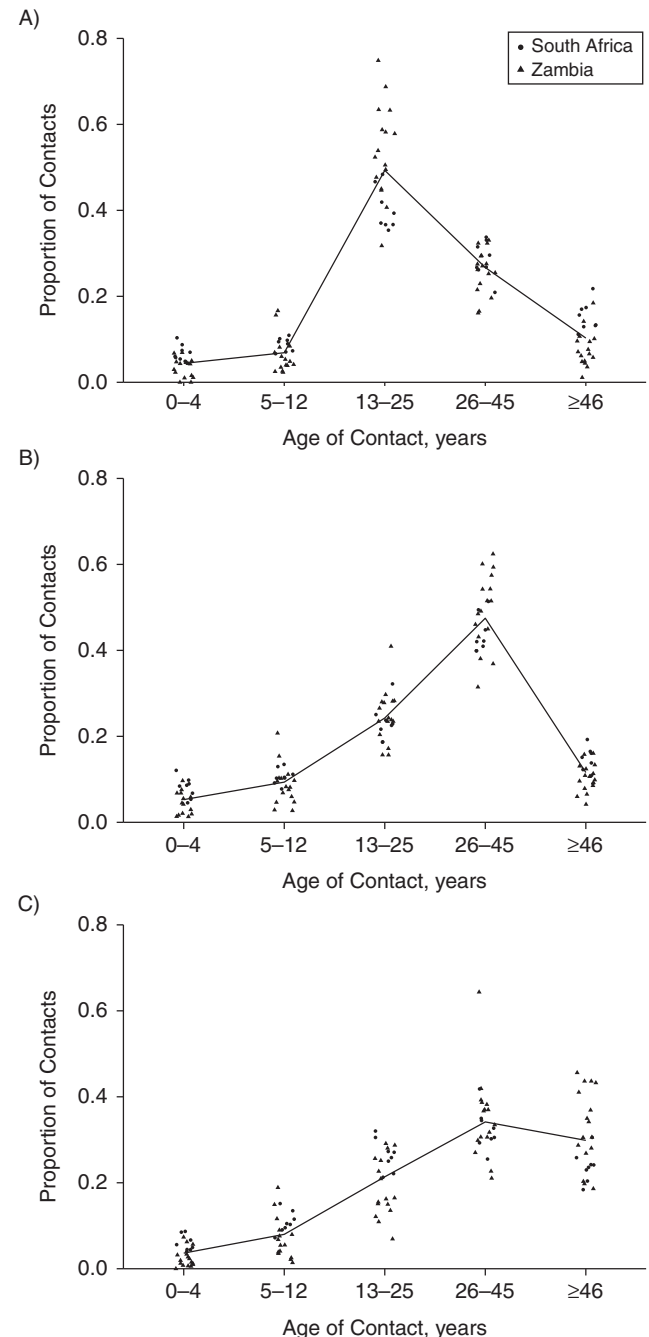 A)
South Africa
Zambia
0.8
0.6
0.4
0.2
0.0
Proportion of Contacts
0–4 5–12 13–25 26–45 ≥46
Age of Contact, years
B)
0.8
0.6
0.4
0.2
0.0
Proportion of Contacts
0–4 5–12 13–25 26–45 ≥46
Age of Contact, years
C)
0.8
0.6
0.4
0.2
0.0
Proportion of Contacts
0–4 5–12 13–25 26–45 ≥46
Age of Contact, years